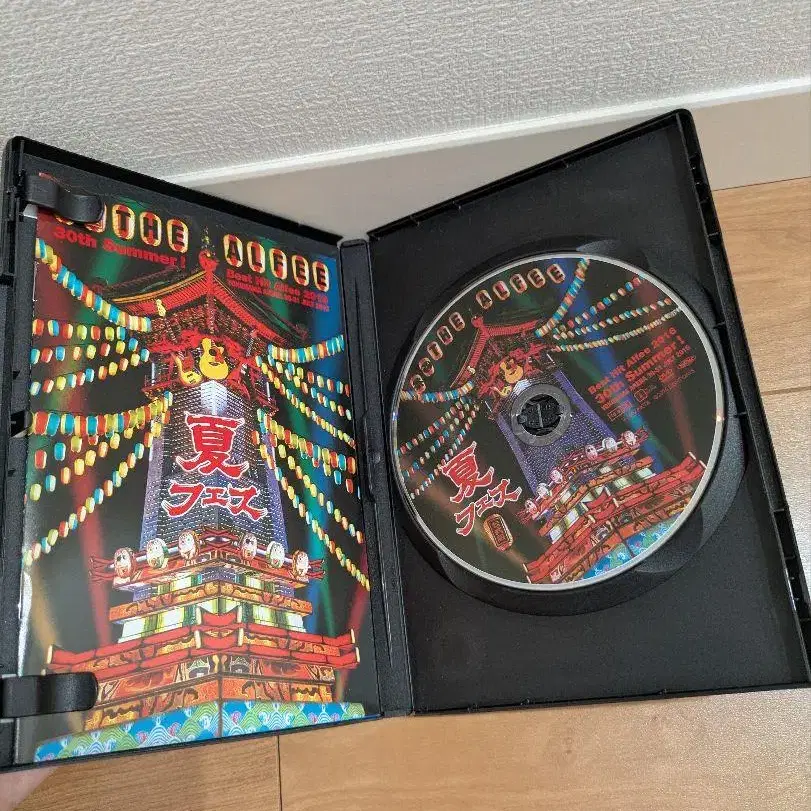 THE ALFEE
30th Summer!
Best Hit Alfee 2016
夏
フェス
THE ALFEE
Best Hit Alfee 2016
30th Summer!
夏
フェス